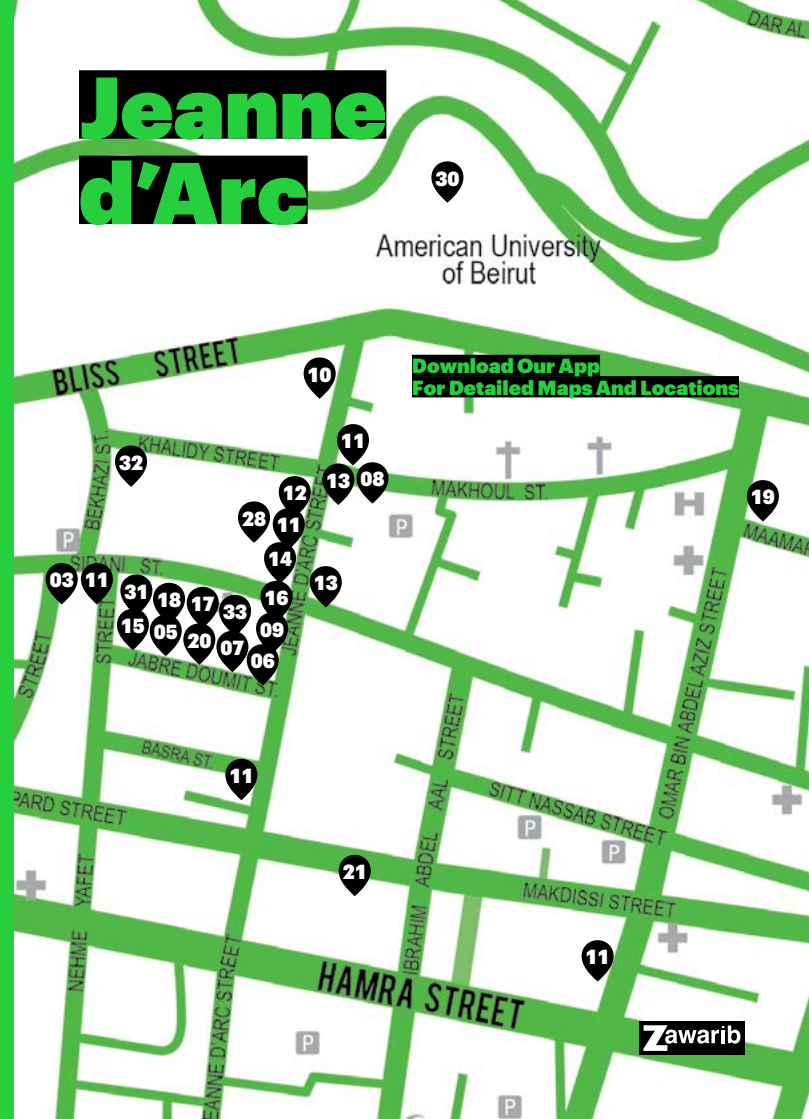 DAR AL
Jeanne
d’Arc
30
American University
of Beirut
BLISS STREET
10
Download Our App
For Detailed Maps And Locations
11
KHALIDY STREET
32
BEKHAZI ST.
13
08
12
MAKHOUL ST.
19
28
11
MAAMAR
P
P
H
14
JEANNE D’ARC STREET
SIDANI ST.
03
11
31
18
17
33
16
13
15
05
20
07
09
06
STREET
STREET
JABRE DOUMIT ST.
OMAR BIN ABDEL AZIZ STREET
BASRA ST.
11
PARD STREET
SITT NASSAB STREET
P
P
IBRAHIM ABDEL AAL STREET
21
MAKDISSI STREET
NEHME YAFET
11
HAMRA STREET
JEANNE D’ARC STREET
P
Zawarib
P